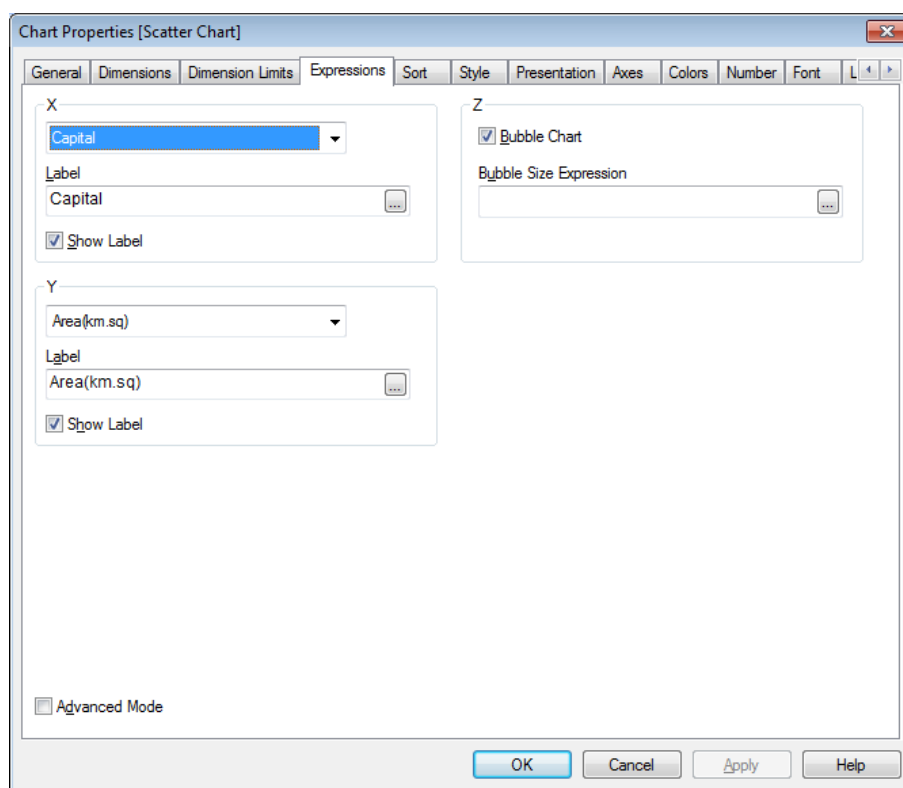 Chart Properties [Scatter Chart]
General Dimensions Dimension Limits Expressions Sort Style Presentation Axes Colors Number Font L
X
Capital
Label
Capital
...
Show Label
Z
Bubble Chart
Bubble Size Expression
...
Y
Area(km.sq)
Label
Area(km.sq)
...
Show Label
Advanced Mode
OK Cancel Apply Help